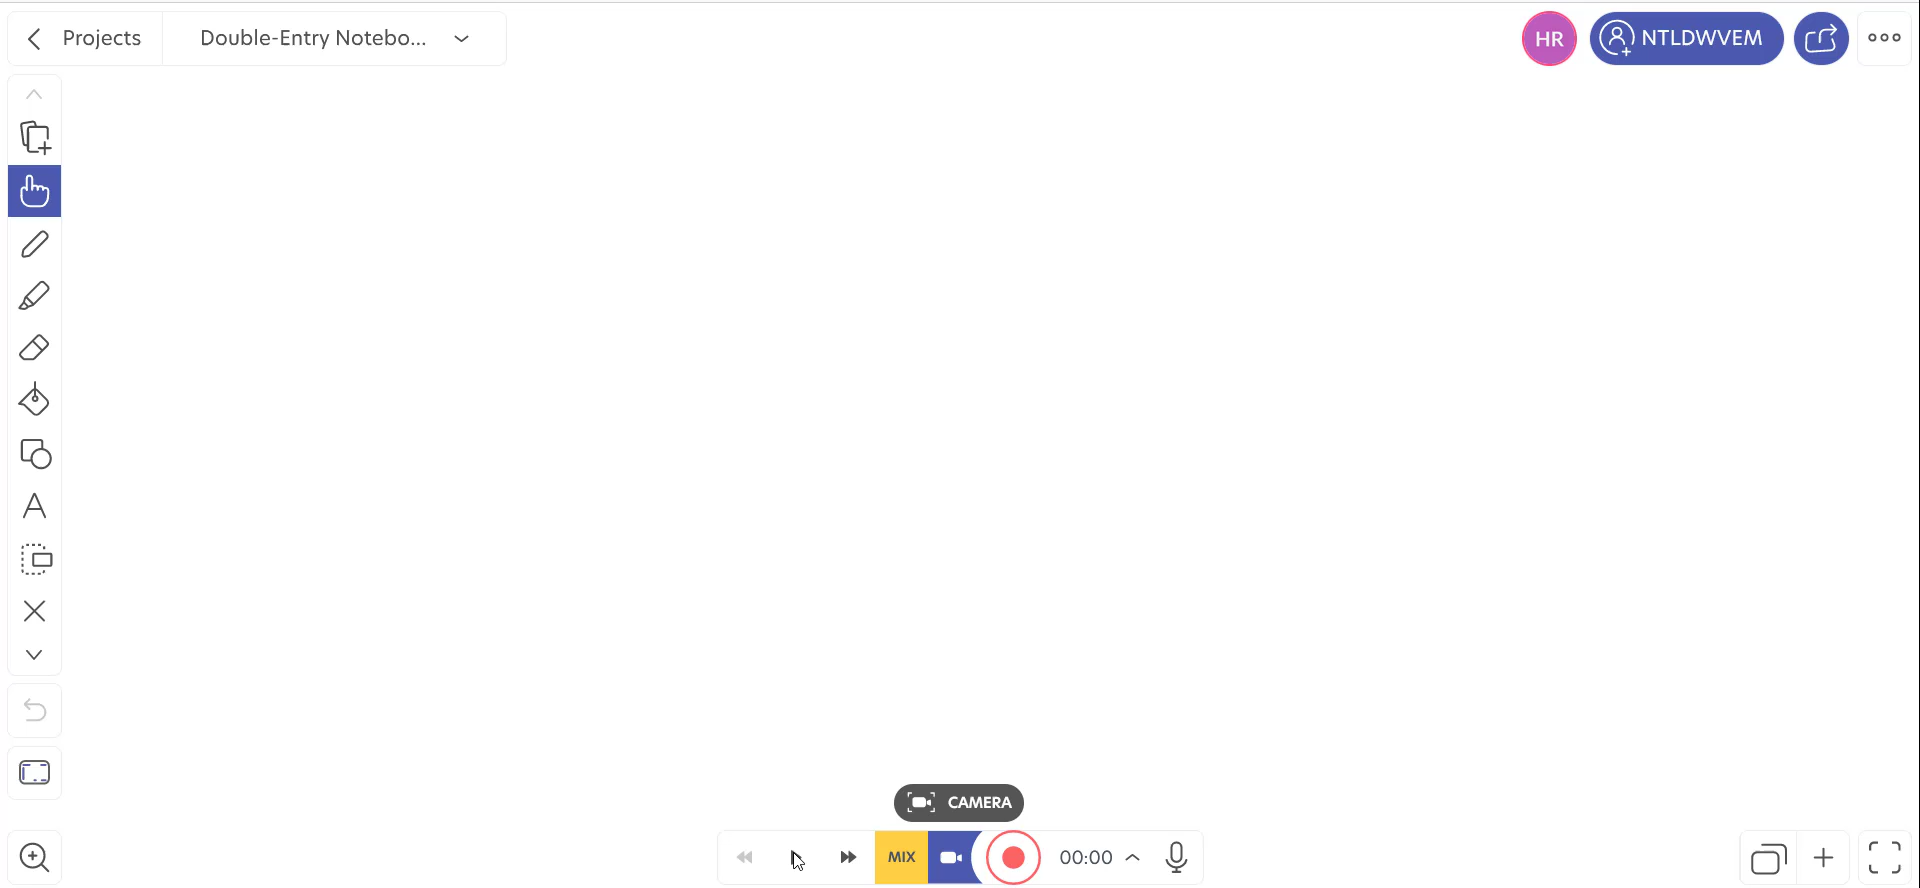 Projects
Double-Entry Notebo...
HR
NTLDWVEM
A
CAMERA
MIX
00:00